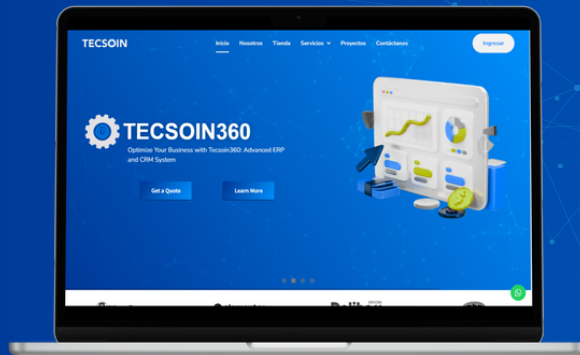 TECSOIN
Inicio Nosotros Tienda Servicios Proyectos Contáctanos
Ingresar
TECSOIN360
Optimize Your Business with Tecsoin360: Advanced ERP
and CRM System
Get a Quote
Learn More